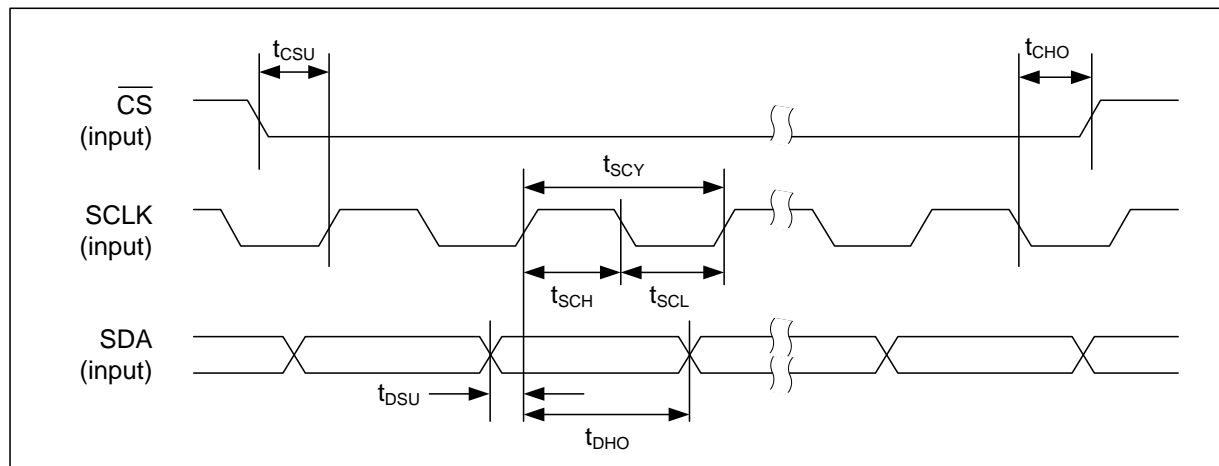 tCSU
tCHO
CS
(input)
tSCY
SCLK
(input)
tSCH
tSCL
SDA
(input)
tDSU
tDHO